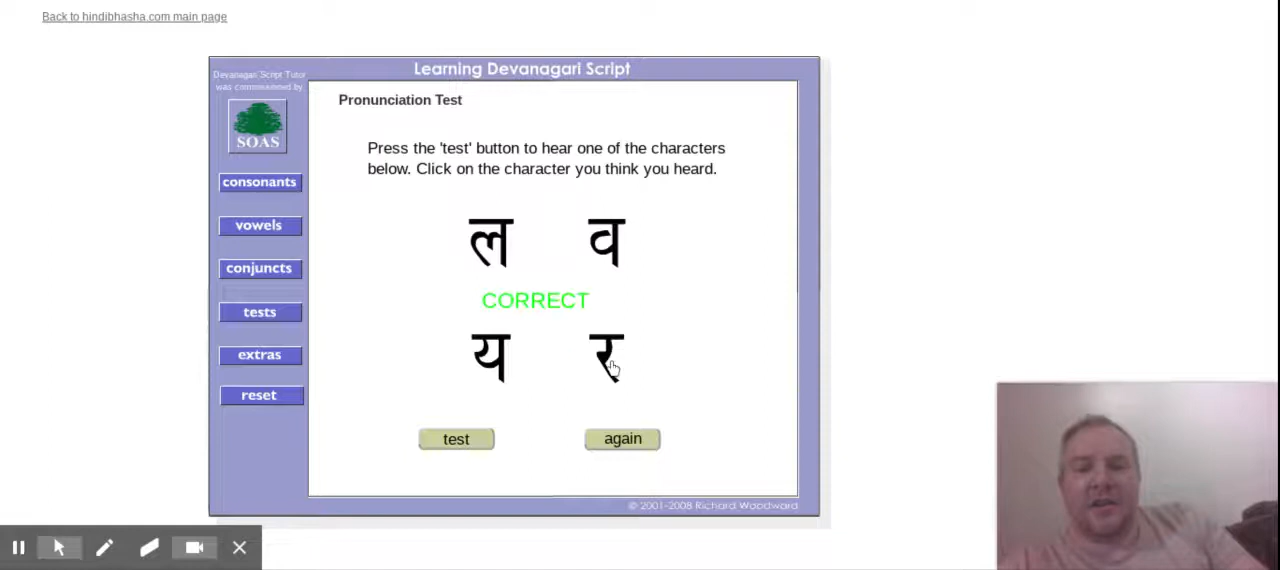 Back to hindibhasha.com main page
Learning Devanagari Script
Devanagari Script Tutor
was commissioned by
SOAS
consonants
vowels
conjuncts
tests
extras
reset
Pronunciation Test
Press the 'test' button to hear one of the characters
below. Click on the character you think you heard.
ल व
CORRECT
य र
test again
© 2001-2008 Richard Woodward